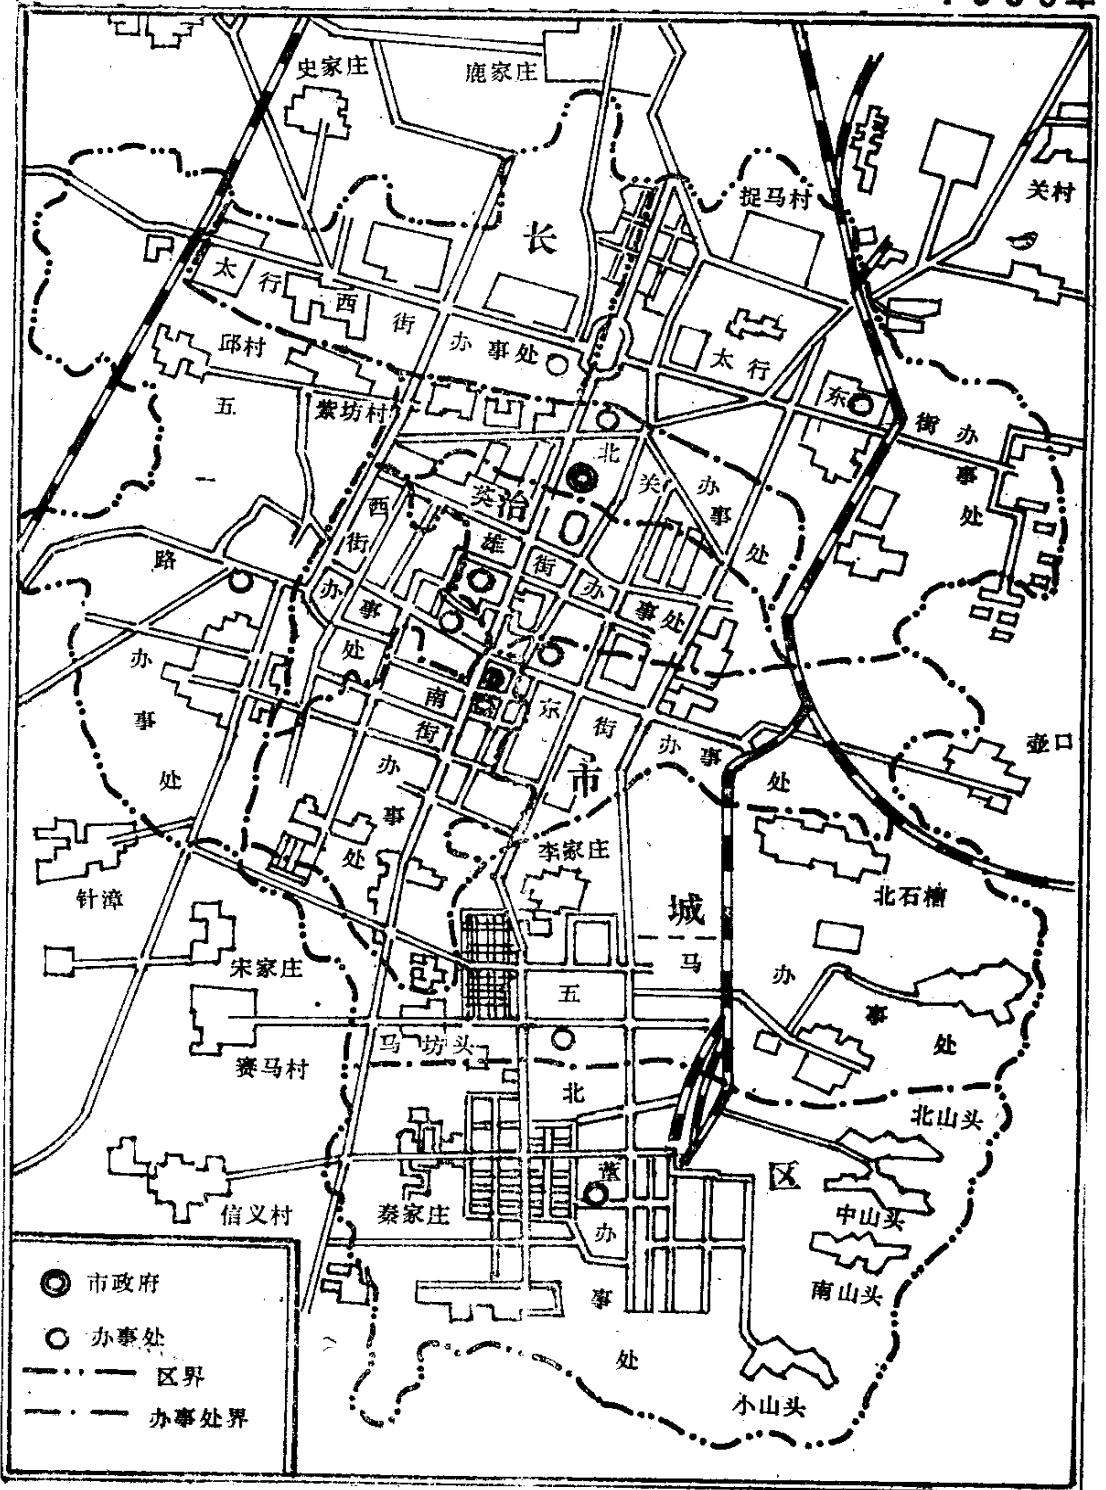 史家庄
鹿家庄
捉马村
关村
长治市城区
太行西街办事处
太行东街办事处
邱村
紫坊村
北关办事处
英雄街办事处
西街办事处
五路办事处
南街办事处
东街办事处
壶口
李家庄
北石槽
针漳
宋家庄
五马办事处
赛马村
马坊头
北董办事处
北山头
中山头
南山头
信义村
秦家庄
小山头
市政府
办事处
区界
办事处界